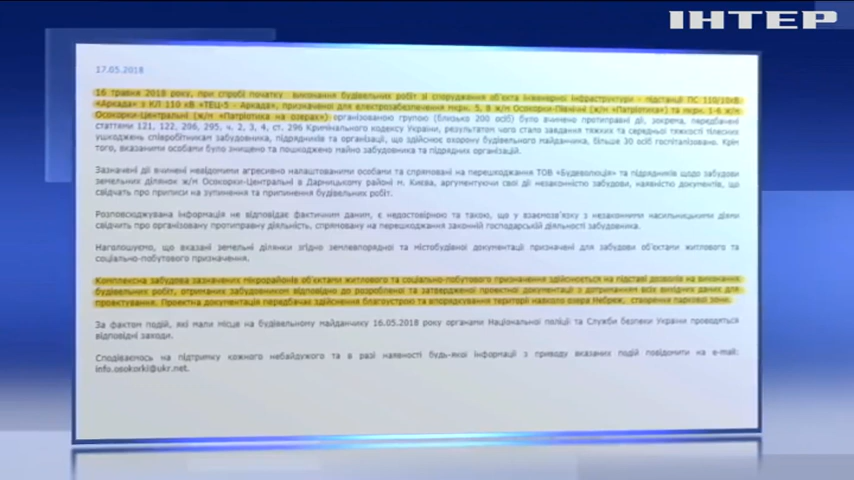 ІНТЕР
17.05.2018
16 травня 2018 року, при спробі початку виконання будівельних робіт зі спорудження об'єкта інженерної інфраструктури - підстанції ПС 110/10кВ
«Аркада» з КЛ 110 кВ «ТЕЦ-5 - Аркада», призначеної для електрозабезпечення мкрн. 5, 8 ж/м Осокорки-Північні (ж/м «Патріотика») та мкрн. 1-6 ж/м
Осокорки-Центральні (ж/м «Патріотика на озерах») організованою групою (близько 200 осіб) було вчинено протиправні дії, зокрема, передбачені
статтями 121, 122, 206, 295, ч. 2, 3, 4, ст. 296 Кримінального кодексу України, результатом чого стало завдання тяжких та середньої тяжкості тілесних
ушкоджень співробітникам забудовника, підрядників та організації, що здійснює охорону будівельного майданчика, більше 30 осіб госпіталізовано. Крім
того, вказаними особами було знищено та пошкоджено майно забудовника та підрядних організацій.
Зазначені дії вчинені невідомими агресивно налаштованими особами та спрямовані на перешкоджання ТОВ «Будеволюція» та підрядників щодо забудови
земельних ділянок ж/м Осокорки-Центральні в Дарницькому районі м. Києва, аргументуючи свої дії незаконністю забудови, наявністю документів, що
свідчать про приписи на зупинення та припинення будівельних робіт.
Розповсюджувана інформація не відповідає фактичним даним, є недостовірною та такою, що у взаємозв'язку з незаконними насильницькими діями
свідчить про організовану протиправну діяльність, спрямовану на перешкоджання законній господарській діяльності забудовника.
Наголошуємо, що вказані земельні ділянки згідно землевпорядної та містобудівної документації призначені для забудови об'єктами житлового та
соціально-побутового призначення.
Комплексна забудова зазначених мікрорайонів об'єктами житлового та соціально-побутового призначення здійснюється на підставі дозволів на виконання
будівельних робіт, отриманих забудовником відповідно до розробленої та затвердженої проектної документації з дотриманням всіх вихідних даних для
проектування. Проектна документація передбачає здійснення благоустрою та впорядкування території навколо озера Небреж, створення паркової зони.
За фактом подій, які мали місце на будівельному майданчику 16.05.2018 року органами Національної поліції та Служби безпеки України проводяться
відповідні заходи.
Сподіваємось на підтримку кожного небайдужого та в разі наявності будь-якої інформації з приводу вказаних подій повідомити на e-mail:
info.osokorki@ukr.net.